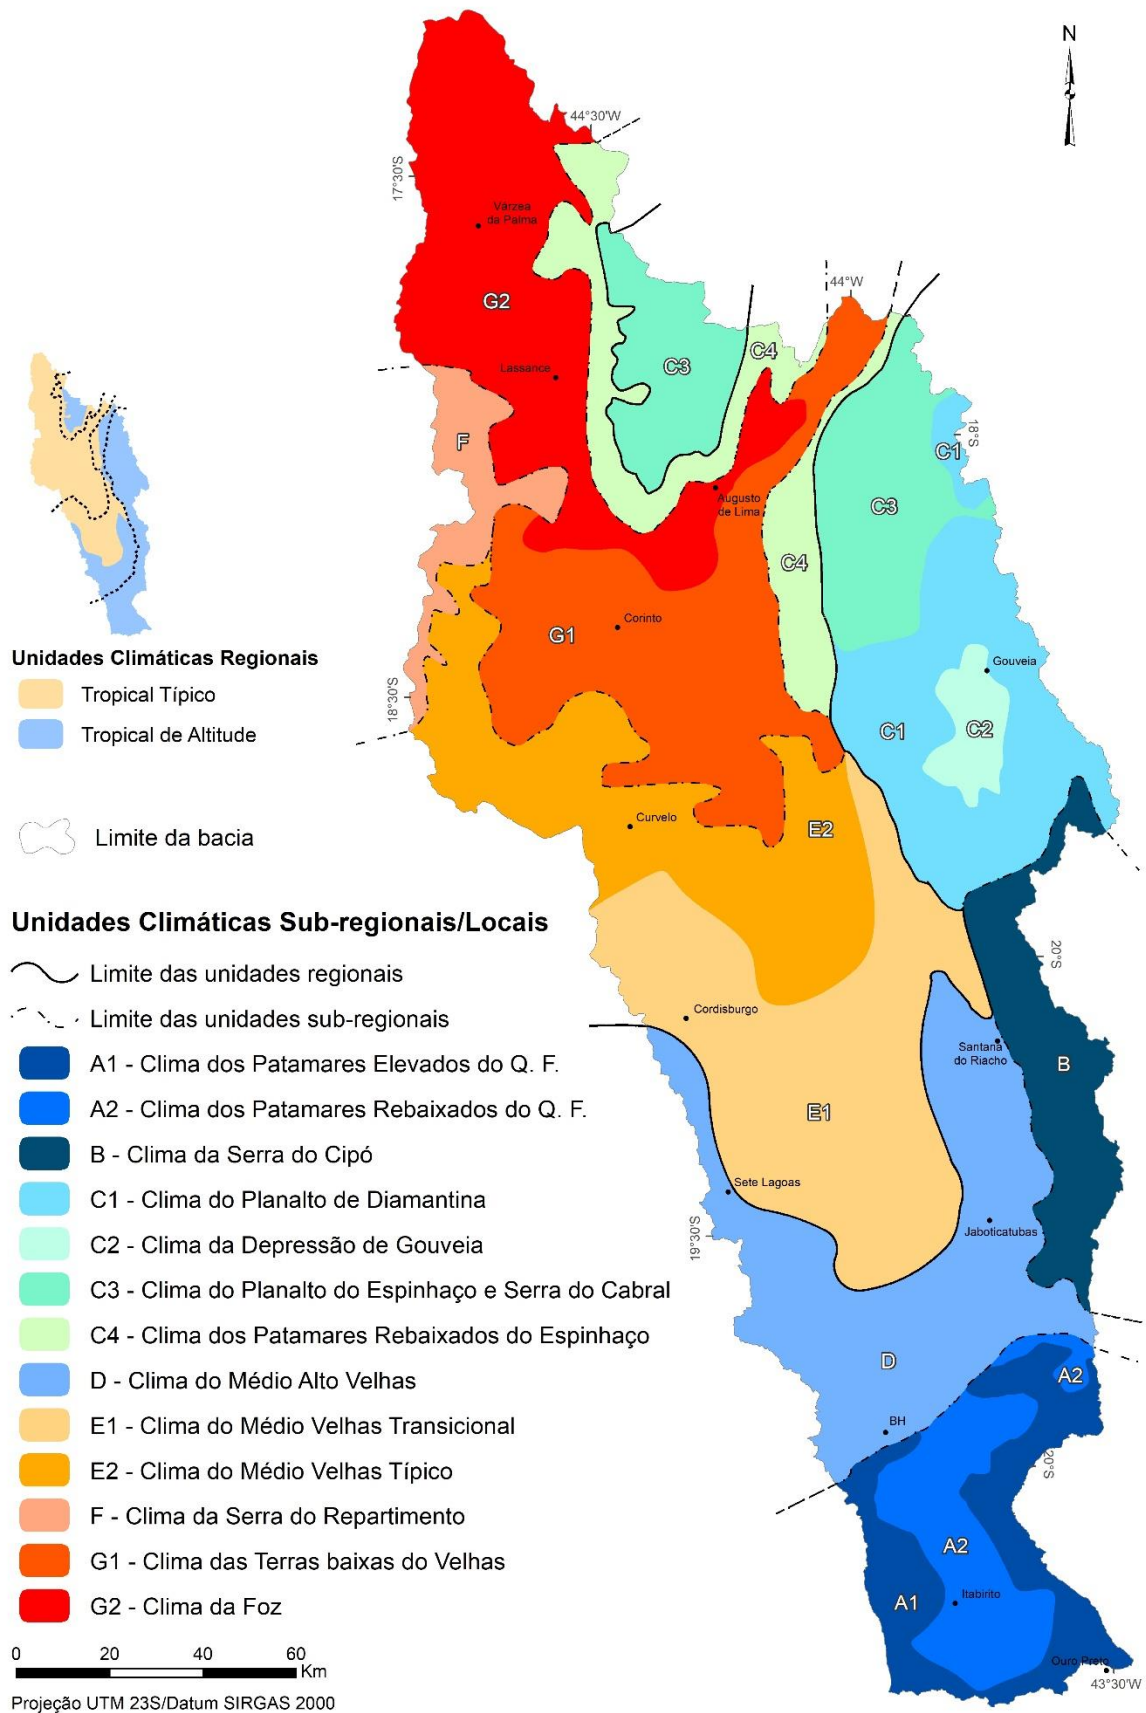 N
44°30'W
17°30'S
Várzea
da Palma
G2
44°W
C3
C4
Lassance
F
18°S
C1
Augusto
de Lima
C3
C4
Corinto
G1
Unidades Climáticas Regionais
Tropical Típico
Tropical de Altitude
Gouveia
18°30'S
C1
C2
Limite da bacia
Curvelo
E2
Unidades Climáticas Sub-regionais/Locais
Limite das unidades regionais
Limite das unidades sub-regionais
20°S
Cordisburgo
Santana
do Riacho
B
E1
A1 - Clima dos Patamares Elevados do Q. F.
A2 - Clima dos Patamares Rebaixados do Q. F.
B - Clima da Serra do Cipó
C1 - Clima do Planalto de Diamantina
C2 - Clima da Depressão de Gouveia
C3 - Clima do Planalto do Espinhaço e Serra do Cabral
C4 - Clima dos Patamares Rebaixados do Espinhaço
D - Clima do Médio Alto Velhas
E1 - Clima do Médio Velhas Transicional
E2 - Clima do Médio Velhas Típico
F - Clima da Serra do Repartimento
G1 - Clima das Terras baixas do Velhas
G2 - Clima da Foz
Sete Lagoas
Jaboticatubas
19°30'S
D
A2
BH
20°S
A2
A1
Itabirito
Ouro Preto
43°30'W
0 20 40 60
Km
Projeção UTM 23S/Datum SIRGAS 2000